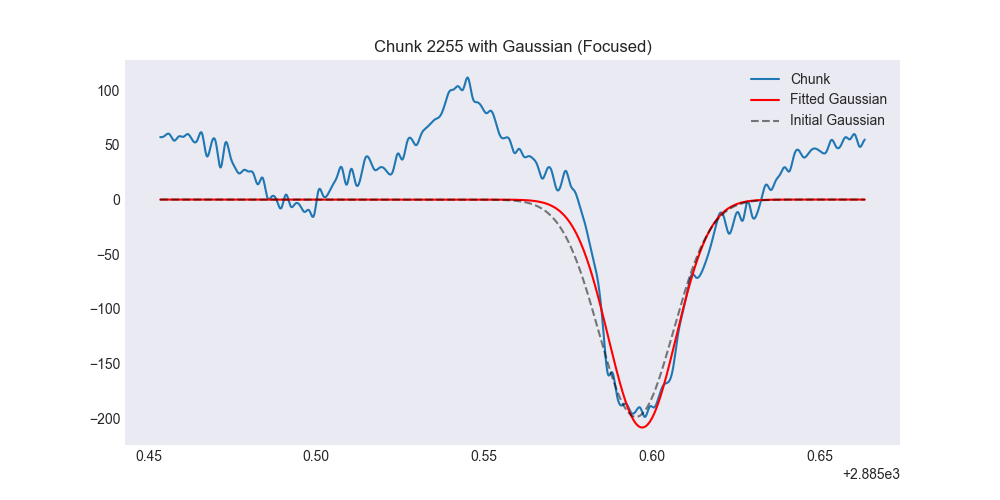 Chunk 2255 with Gaussian (Focused)
Chunk
Fitted Gaussian
Initial Gaussian
100
50
0
−50
−100
−150
−200
0.45 0.50 0.55 0.60 0.65
+2.885e3